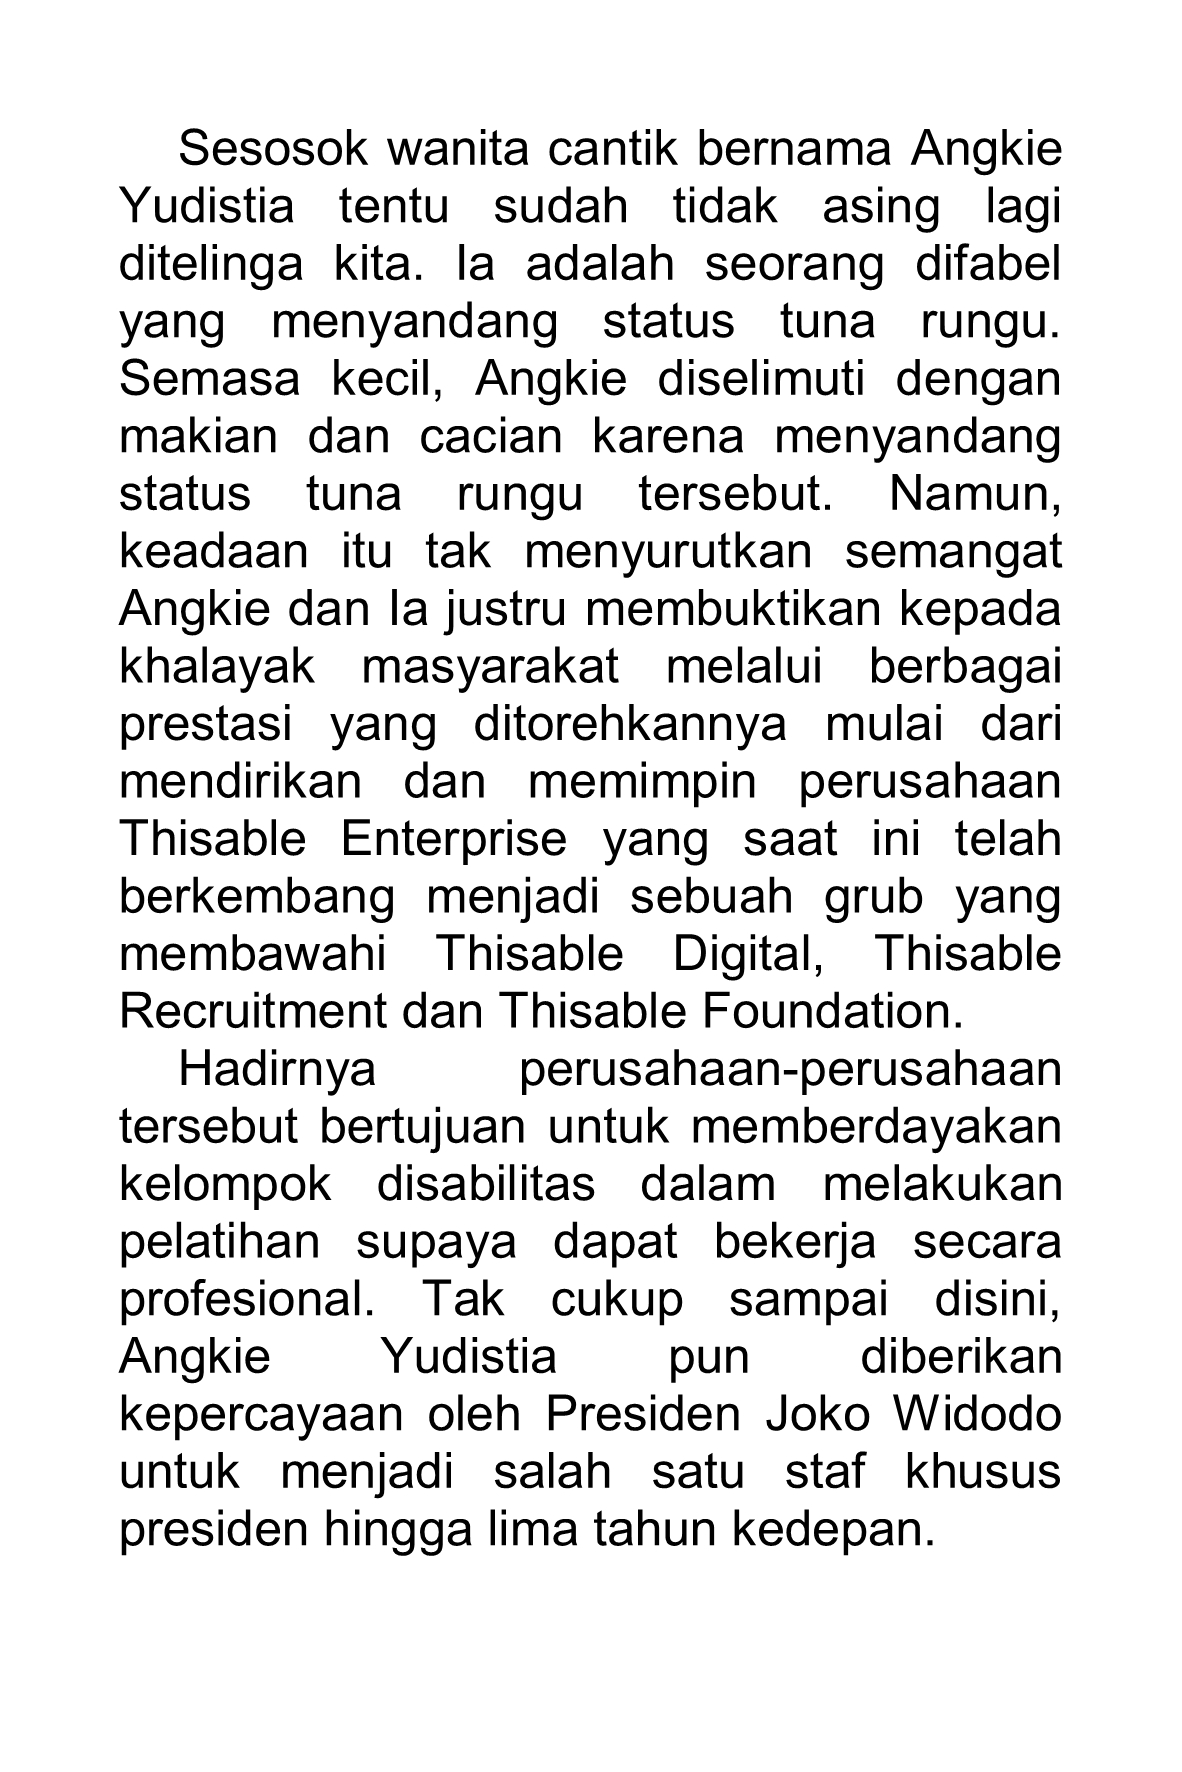 Sesosok wanita cantik bernama Angkie
Yudistia tentu sudah tidak asing lagi
ditelinga kita. Ia adalah seorang difabel
yang menyandang status tuna rungu.
Semasa kecil, Angkie diselimuti dengan
makian dan cacian karena menyandang
status tuna rungu tersebut. Namun,
keadaan itu tak menyurutkan semangat
Angkie dan Ia justru membuktikan kepada
khalayak masyarakat melalui berbagai
prestasi yang ditorehkannya mulai dari
mendirikan dan memimpin perusahaan
Thisable Enterprise yang saat ini telah
berkembang menjadi sebuah grub yang
membawahi Thisable Digital, Thisable
Recruitment dan Thisable Foundation.
Hadirnya perusahaan-perusahaan
tersebut bertujuan untuk memberdayakan
kelompok disabilitas dalam melakukan
pelatihan supaya dapat bekerja secara
profesional. Tak cukup sampai disini,
Angkie Yudistia pun diberikan
kepercayaan oleh Presiden Joko Widodo
untuk menjadi salah satu staf khusus
presiden hingga lima tahun kedepan.